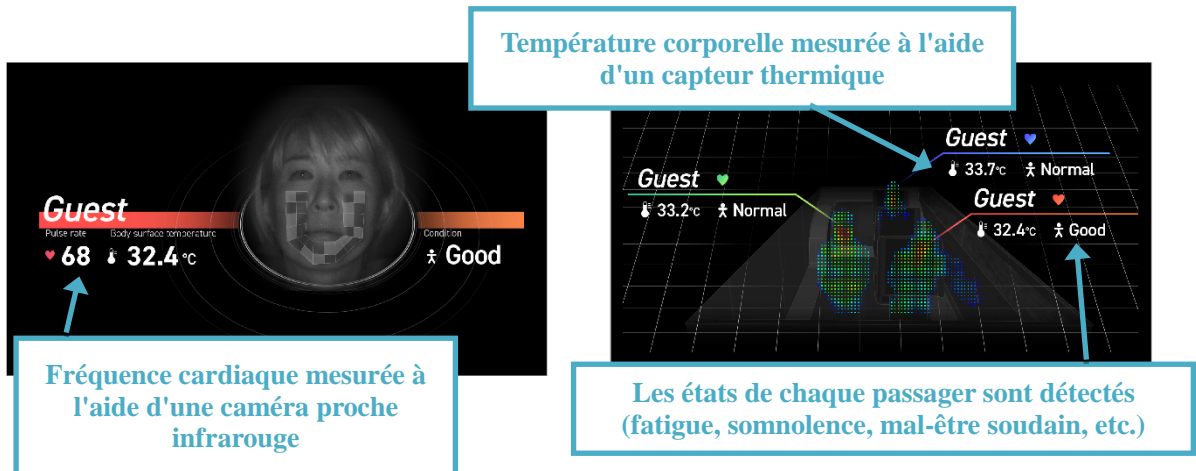 Température corporelle mesurée à l'aide
d'un capteur thermique
Guest
Pulse rate
Body surface temperature
68
32.4°C
Condition
Good
Guest
33.7°C Normal
Guest
33.2°C Normal
Guest
32.4°C Good
Fréquence cardiaque mesurée à
l'aide d'une caméra proche
infrarouge
Les états de chaque passager sont détectés
(fatigue, somnolence, mal-être soudain, etc.)